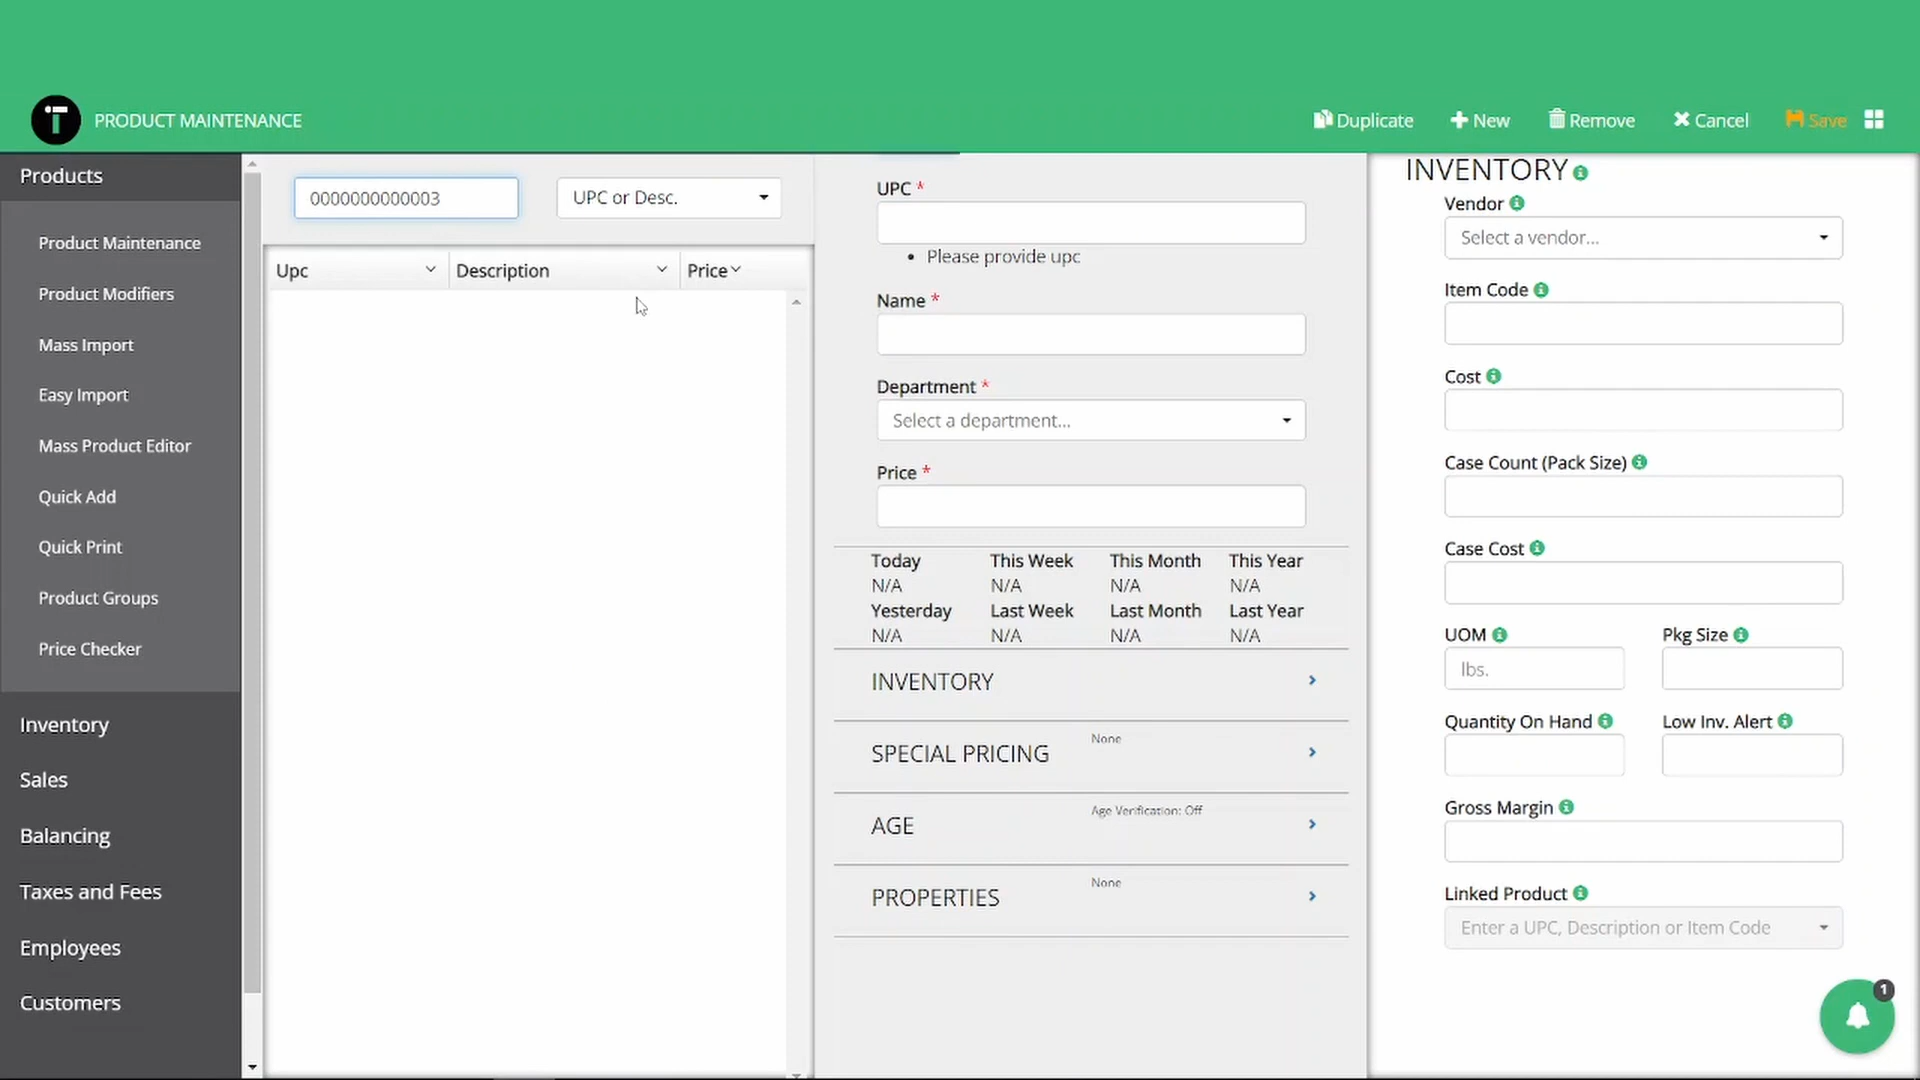 PRODUCT MAINTENANCE
Duplicate
New
Remove
Cancel
Save
Products
Product Maintenance
Product Modifiers
Mass Import
Easy Import
Mass Product Editor
Quick Add
Quick Print
Product Groups
Price Checker
Inventory
Sales
Balancing
Taxes and Fees
Employees
Customers
0000000000003
UPC or Desc.
Upc
Description
Price
UPC *
Please provide upc
Name *
Department *
Select a department...
Price *
Today This Week This Month This Year
N/A N/A N/A N/A
Yesterday Last Week Last Month Last Year
N/A N/A N/A N/A
INVENTORY
SPECIAL PRICING
None
AGE
Age Verification: Off
PROPERTIES
None
INVENTORY
Vendor
Select a vendor...
Item Code
Cost
Case Count (Pack Size)
Case Cost
UOM
Pkg Size
lbs.
Quantity On Hand
Low Inv. Alert
Gross Margin
Linked Product
Enter a UPC, Description or Item Code
1